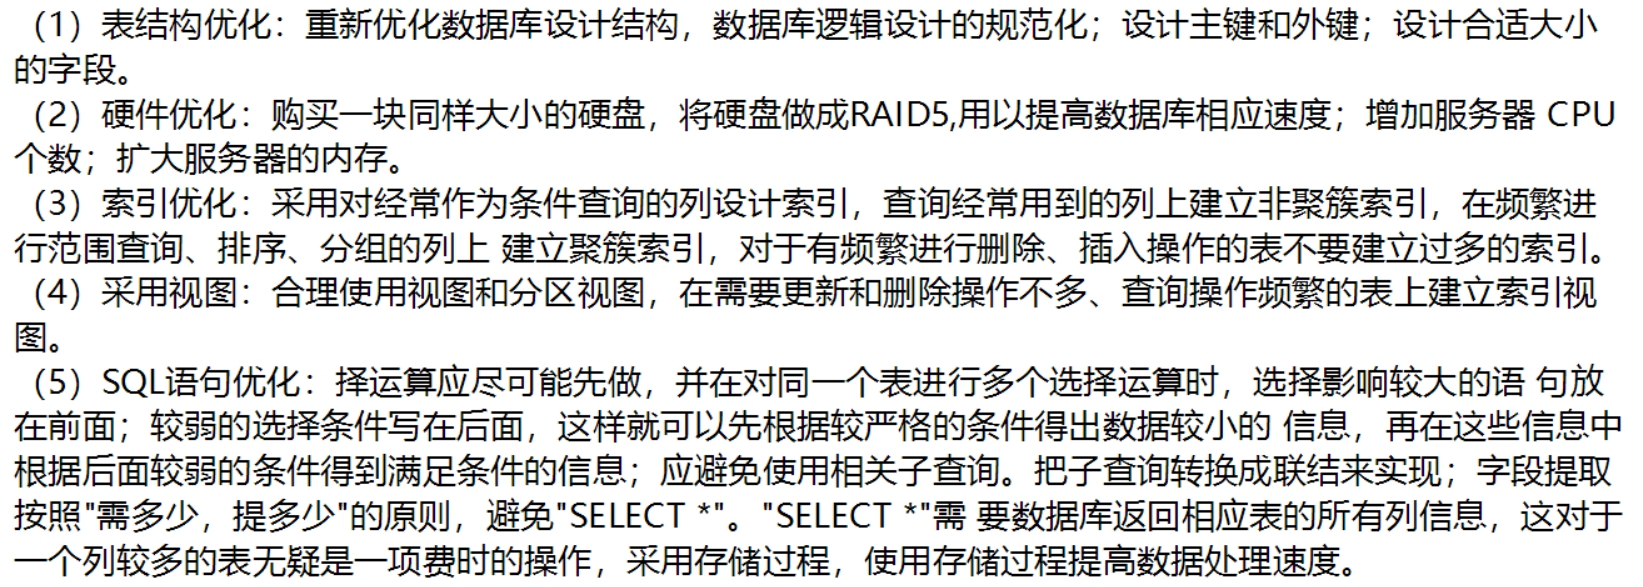 （1）表结构优化：重新优化数据库设计结构，数据库逻辑设计的规范化；设计主键和外键；设计合适大小
的字段。
（2）硬件优化：购买一块同样大小的硬盘，将硬盘做成RAID5,用以提高数据库相应速度；增加服务器 CPU
个数；扩大服务器的内存。
（3）索引优化：采用对经常作为条件查询的列设计索引，查询经常用到的列上建立非聚簇索引，在频繁进
行范围查询、排序、分组的列上 建立聚簇索引，对于有频繁进行删除、插入操作的表不要建立过多的索引。
（4）采用视图：合理使用视图和分区视图，在需要更新和删除操作不多、查询操作频繁的表上建立索引视
图。
（5）SQL语句优化：择运算应尽可能先做，并在对同一个表进行多个选择运算时，选择影响较大的语 句放
在前面；较弱的选择条件写在后面，这样就可以先根据较严格的条件得出数据较小的 信息，再在这些信息中
根据后面较弱的条件得到满足条件的信息；应避免使用相关子查询。把子查询转换成联结来实现；字段提取
按照"需多少，提多少"的原则，避免"SELECT *"。"SELECT *"需 要数据库返回相应表的所有列信息，这对于
一个列较多的表无疑是一项费时的操作，采用存储过程，使用存储过程提高数据处理速度。